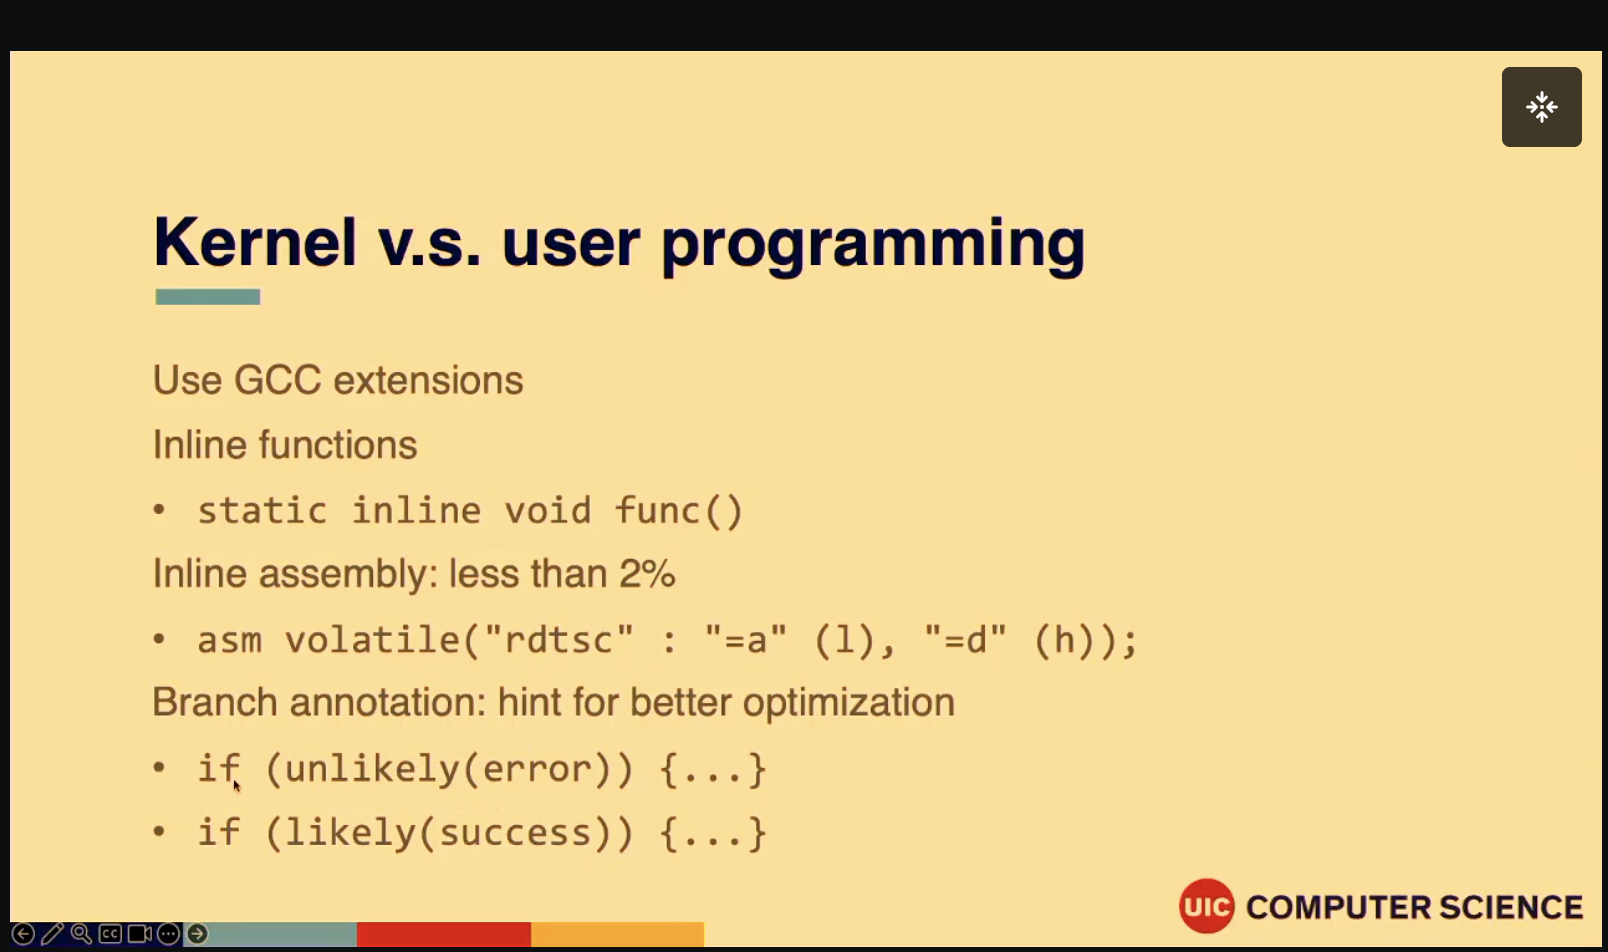 Kernel v.s. user programming
Use GCC extensions
Inline functions
• static inline void func()
Inline assembly: less than 2%
• asm volatile("rdtsc" : "=a" (l), "=d" (h));
Branch annotation: hint for better optimization
• if (unlikely(error)) {...}
• if (likely(success)) {...}
UIC COMPUTER SCIENCE
CC